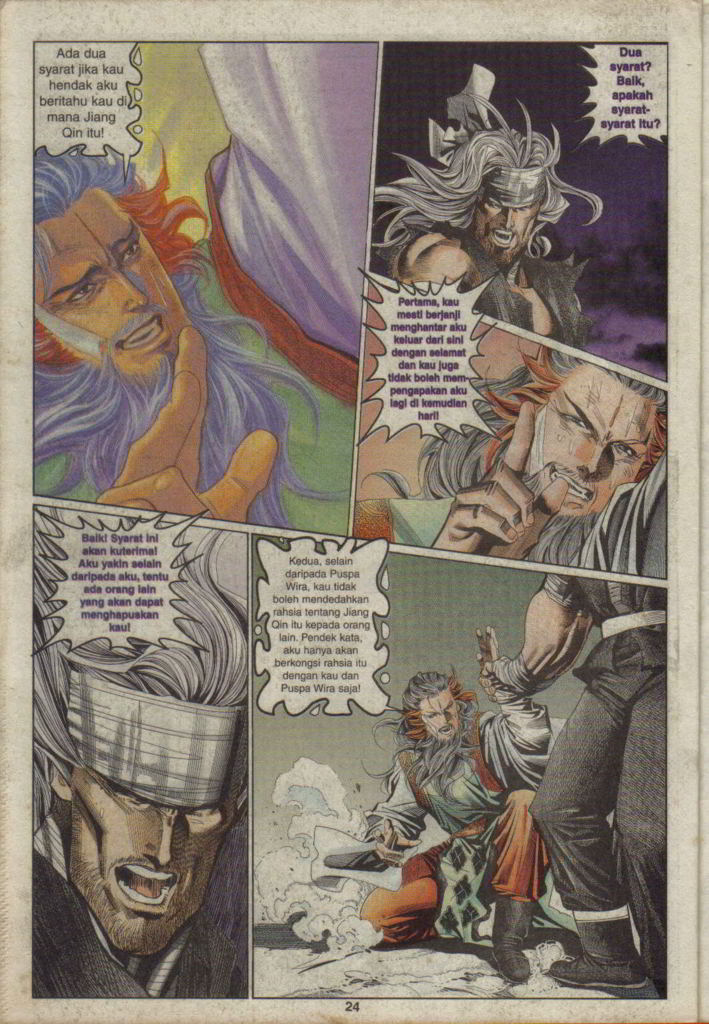 Ada dua
syarat jika kau
hendak aku
beritahu kau di
mana Jiang
Qin itu!
Dua
syarat?
Baik,
apakah
syarat-
syarat itu?
Pertama, kau
mesti berjanji
menghantar aku
keluar dari sini
dengan selamat
dan kau juga
tidak boleh mem-
pengapakan aku
lagi di kemudian
hari!
Baik! Syarat ini
akan kuterima!
Aku yakin selain
daripada aku, tentu
ada orang lain
yang akan dapat
menghapuskan
kau!
Kedua, selain
daripada Puspa
Wira, kau tidak
boleh mendedahkan
rahsia tentang Jiang
Qin itu kepada orang
lain. Pendek kata,
aku hanya akan
berkongsi rahsia itu
dengan kau dan
Puspa Wira saja!
24